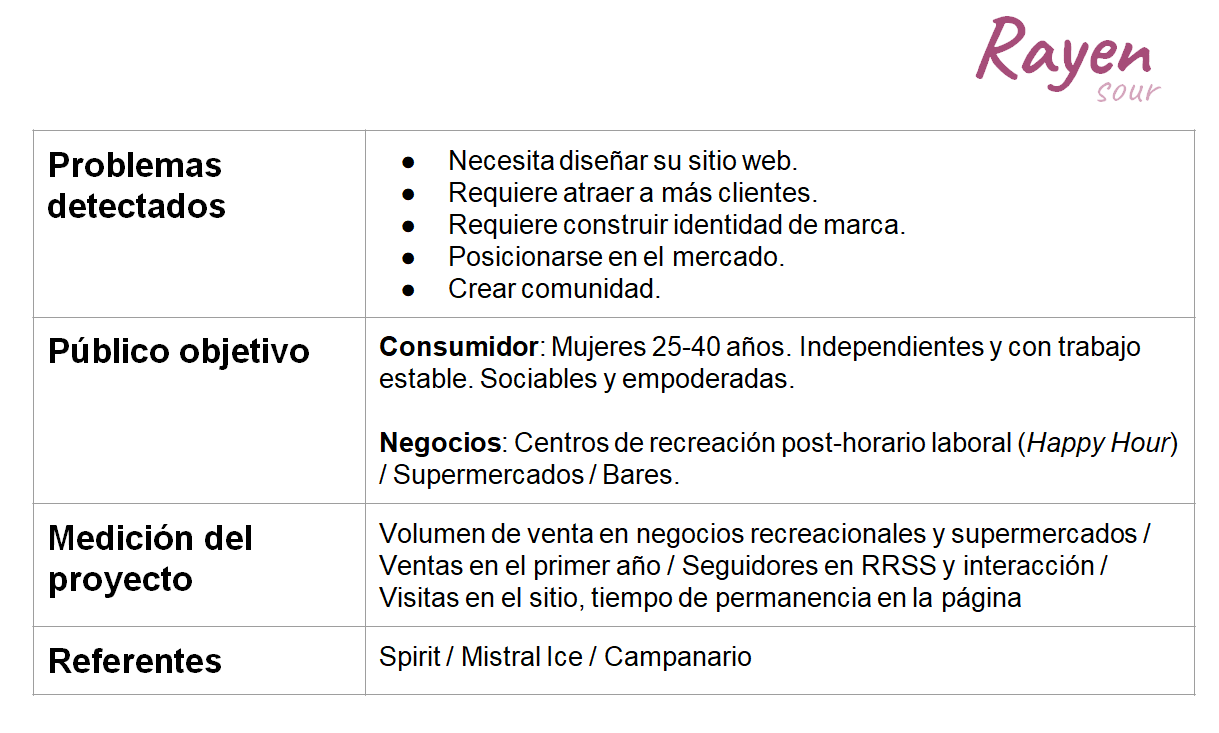 Rayen
sour
Problemas
detectados
● Necesita diseñar su sitio web.
● Requiere atraer a más clientes.
● Requiere construir identidad de marca.
● Posicionarse en el mercado.
● Crear comunidad.
Público objetivo
Consumidor: Mujeres 25-40 años. Independientes y con trabajo
estable. Sociables y empoderadas.
Negocios: Centros de recreación post-horario laboral (Happy Hour)
/ Supermercados / Bares.
Medición del
proyecto
Volumen de venta en negocios recreacionales y supermercados /
Ventas en el primer año / Seguidores en RRSS y interacción /
Visitas en el sitio, tiempo de permanencia en la página
Referentes
Spirit / Mistral Ice / Campanario